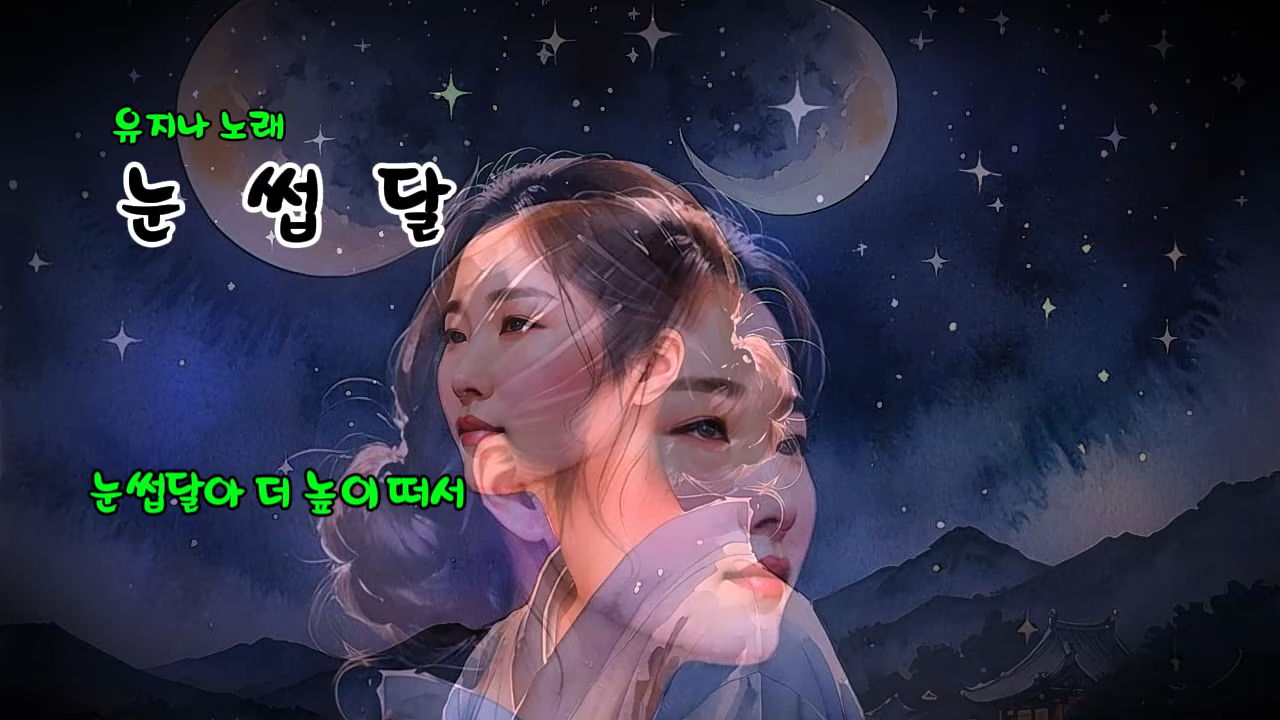 유지나 노래
눈 썹 달
눈썹달아 더 높이 떠서